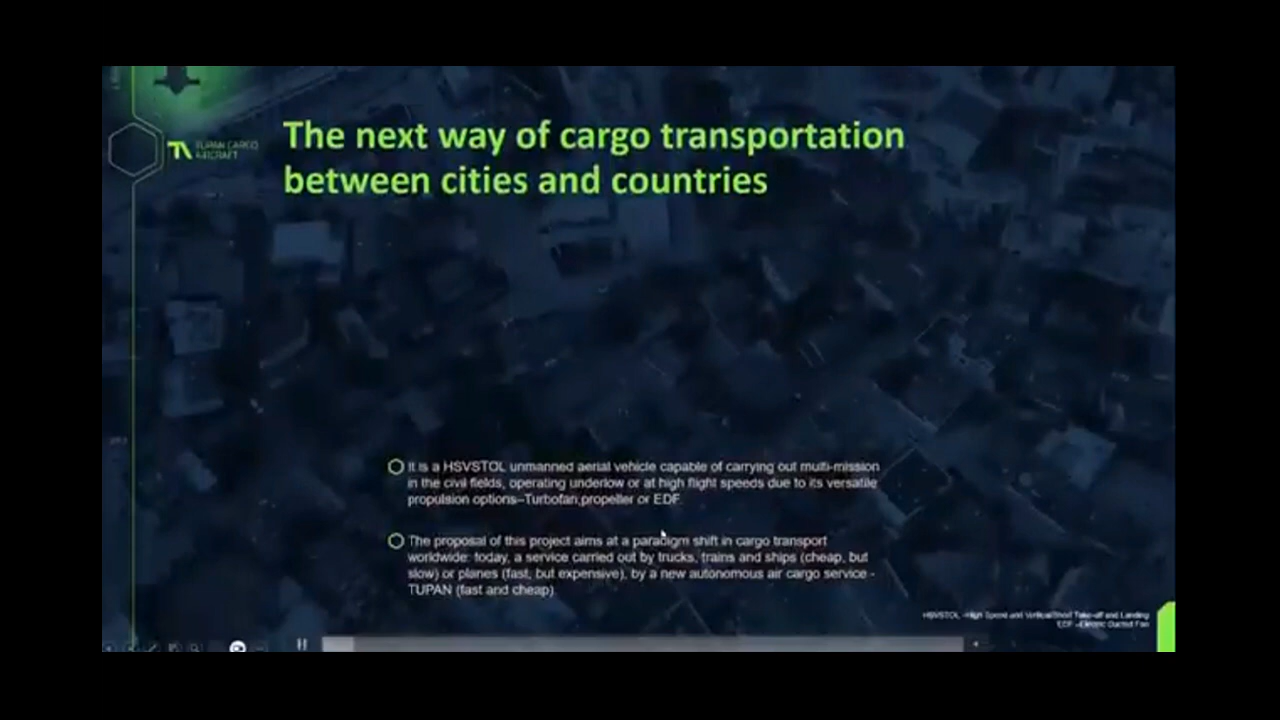 The next way of cargo transportation
between cities and countries
TUPAN CARGO
AIRCRAFT
It is a HSVSTOL unmanned aerial vehicle capable of carrying out multi-mission
in the civil fields, operating underlow or at high flight speeds due to its versatile
propulsion options–Turbofan,propeller or EDF.
The proposal of this project aims at a paradigm shift in cargo transport
worldwide: today, a service carried out by trucks, trains and ships (cheap, but
slow) or planes (fast, but expensive), by a new autonomous air cargo service -
TUPAN (fast and cheap).
HSVSTOL -High Speed and Vertical/Short Take-off and Landing
EDF –Electric Ducted Fan